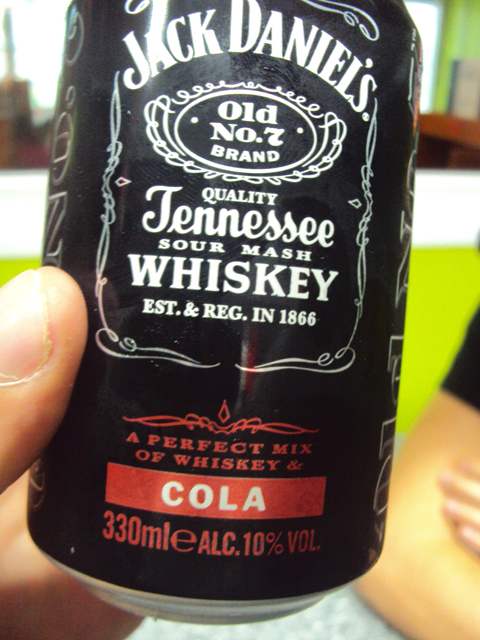 JACK DANIEL'S
Old
No.7
BRAND
QUALITY
Tennessee
SOUR MASH
WHISKEY
EST. & REG. IN 1866
A PERFECT MIX
OF WHISKEY &
COLA
330ml e ALC.10% VOL.